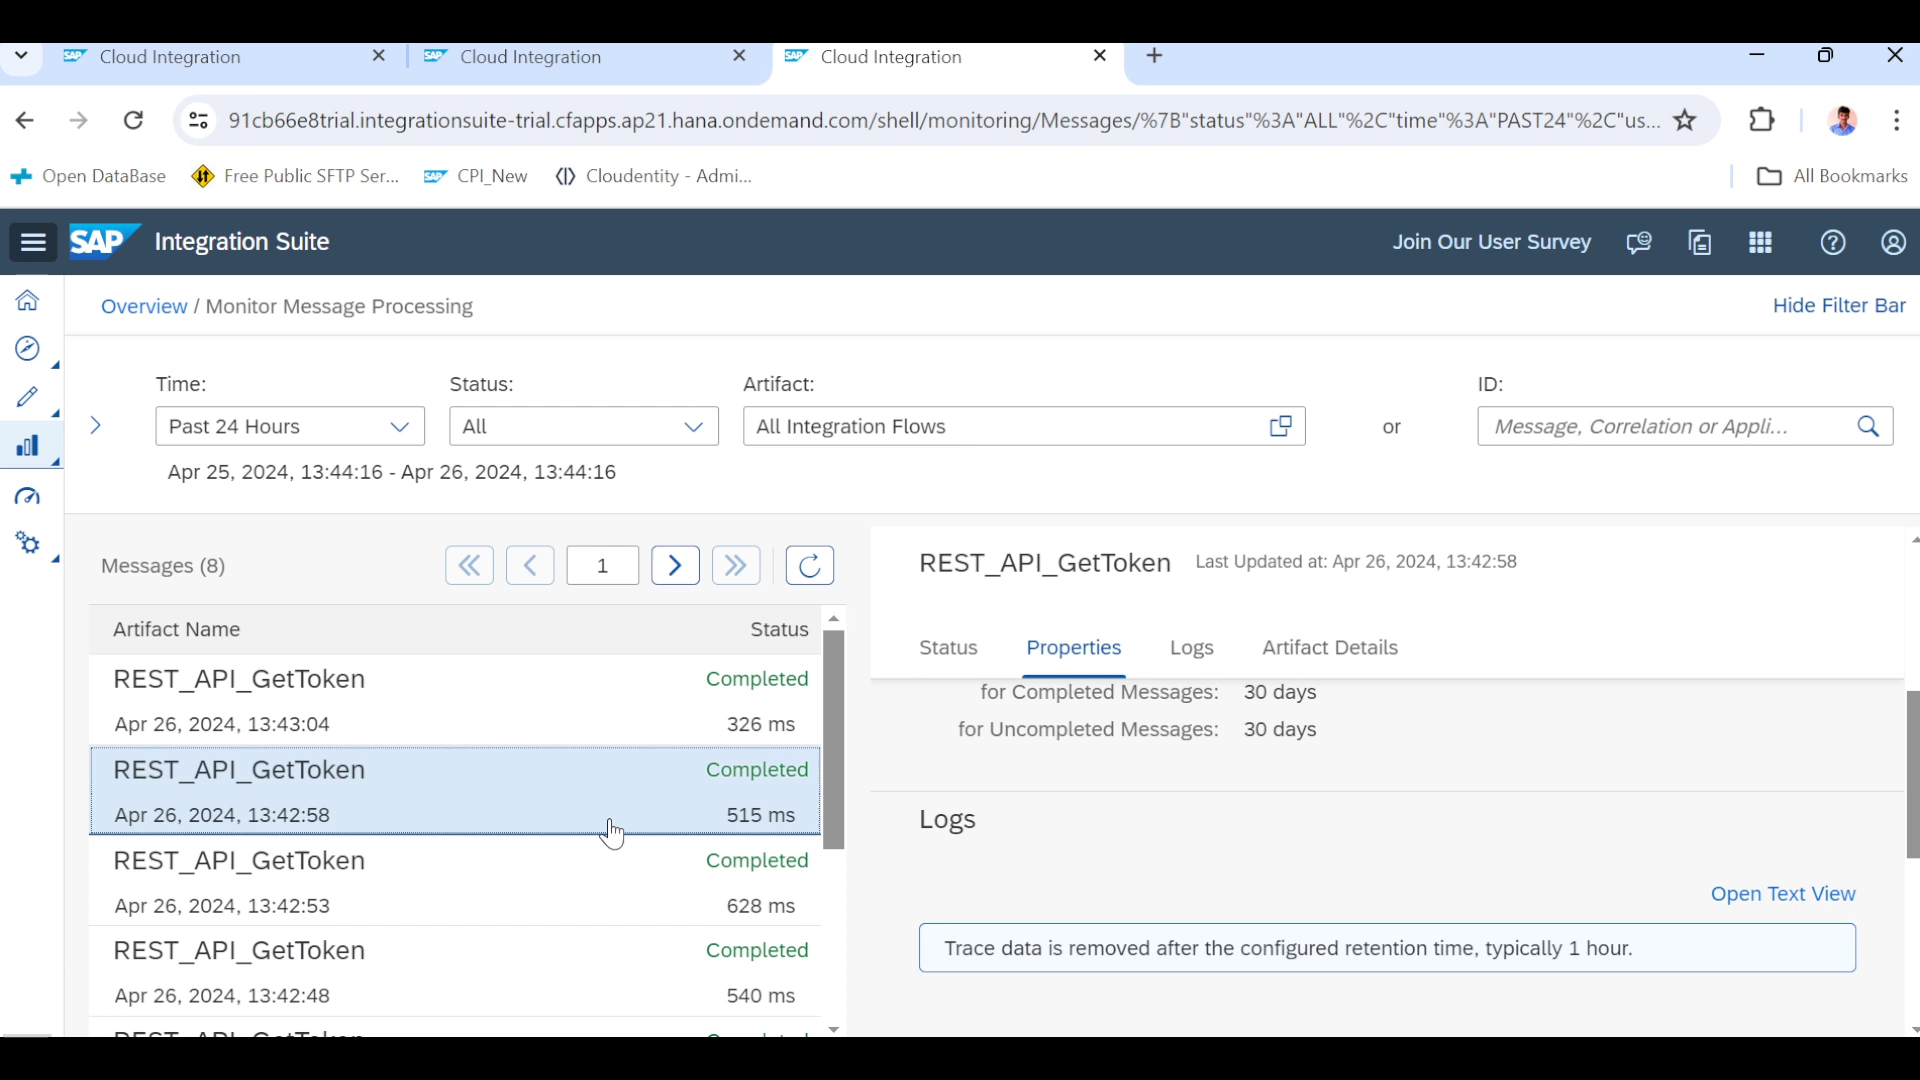 Cloud Integration
Cloud Integration
Cloud Integration
91cb66e8trial.integrationsuite-trial.cfapps.ap21.hana.ondemand.com/shell/monitoring/Messages/%7B"status"%3A"ALL"%2C"time"%3A"PAST24"%2C"us...
Open DataBase
Free Public SFTP Ser...
CPI_New
Cloudentity - Admi...
All Bookmarks
SAP Integration Suite
Join Our User Survey
Overview / Monitor Message Processing
Hide Filter Bar
Time:
Status:
Artifact:
ID:
Past 24 Hours
All
All Integration Flows
or
Message, Correlation or Appli...
Apr 25, 2024, 13:44:16 - Apr 26, 2024, 13:44:16
Messages (8)
1
Artifact Name
Status
REST_API_GetToken
Completed
Apr 26, 2024, 13:43:04
326 ms
REST_API_GetToken
Completed
Apr 26, 2024, 13:42:58
515 ms
REST_API_GetToken
Completed
Apr 26, 2024, 13:42:53
628 ms
REST_API_GetToken
Completed
Apr 26, 2024, 13:42:48
540 ms
REST_API_GetToken Last Updated at: Apr 26, 2024, 13:42:58
Status
Properties
Logs
Artifact Details
for Completed Messages: 30 days
for Uncompleted Messages: 30 days
Logs
Open Text View
Trace data is removed after the configured retention time, typically 1 hour.